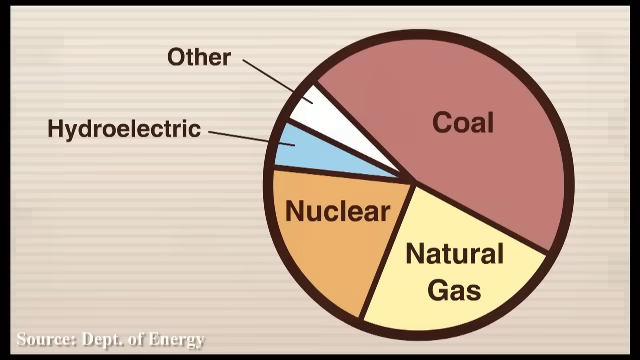 Other
Hydroelectric
Coal
Nuclear
Natural
Gas
Source: Dept. of Energy